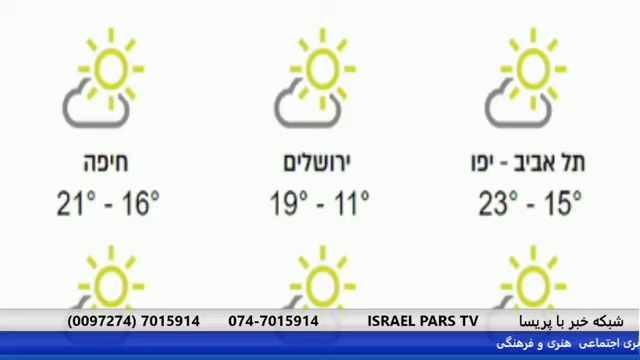 תל אביב - יפו
23° - 15°
ירושלים
19° - 11°
חיפה
21° - 16°
شبکه خبر با پریسا ISRAEL PARS TV 074-7015914 (0097274) 7015914
اجتماعی هنری و فرهنگی